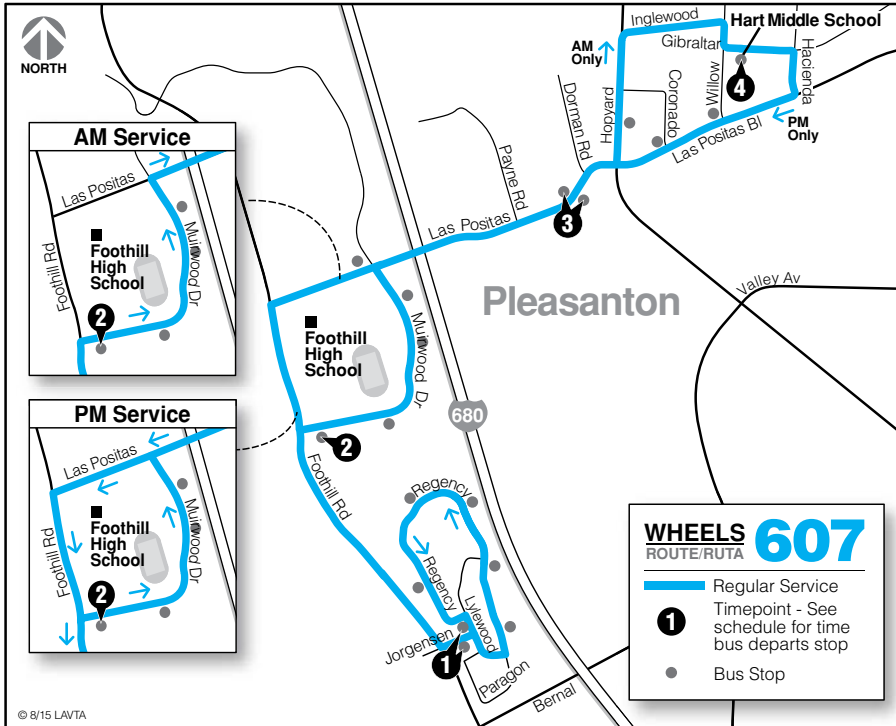 NORTH
Inglewood
Hart Middle School
AM
Only
Gibraltar
Hacienda
4
Willow
Coronado
Hopyard
Dorman Rd
PM
Only
Las Positas Bl
Payne Rd
3
Las Positas
AM Service
Las Positas
Foothill Rd
Foothill
High
School
Muirwood Dr
2
Pleasanton
Valley Av
Foothill
High
School
Muirwood Dr
680
2
PM Service
Las Positas
Foothill Rd
Foothill
High
School
Muirwood Dr
2
Foothill Rd
Regency
Regency
Lylewood
Jorgensen
1
Paragon
Bernal
WHEELS
ROUTE/RUTA
607
Regular Service
1
Timepoint - See
schedule for time
bus departs stop
Bus Stop
© 8/15 LAVTA